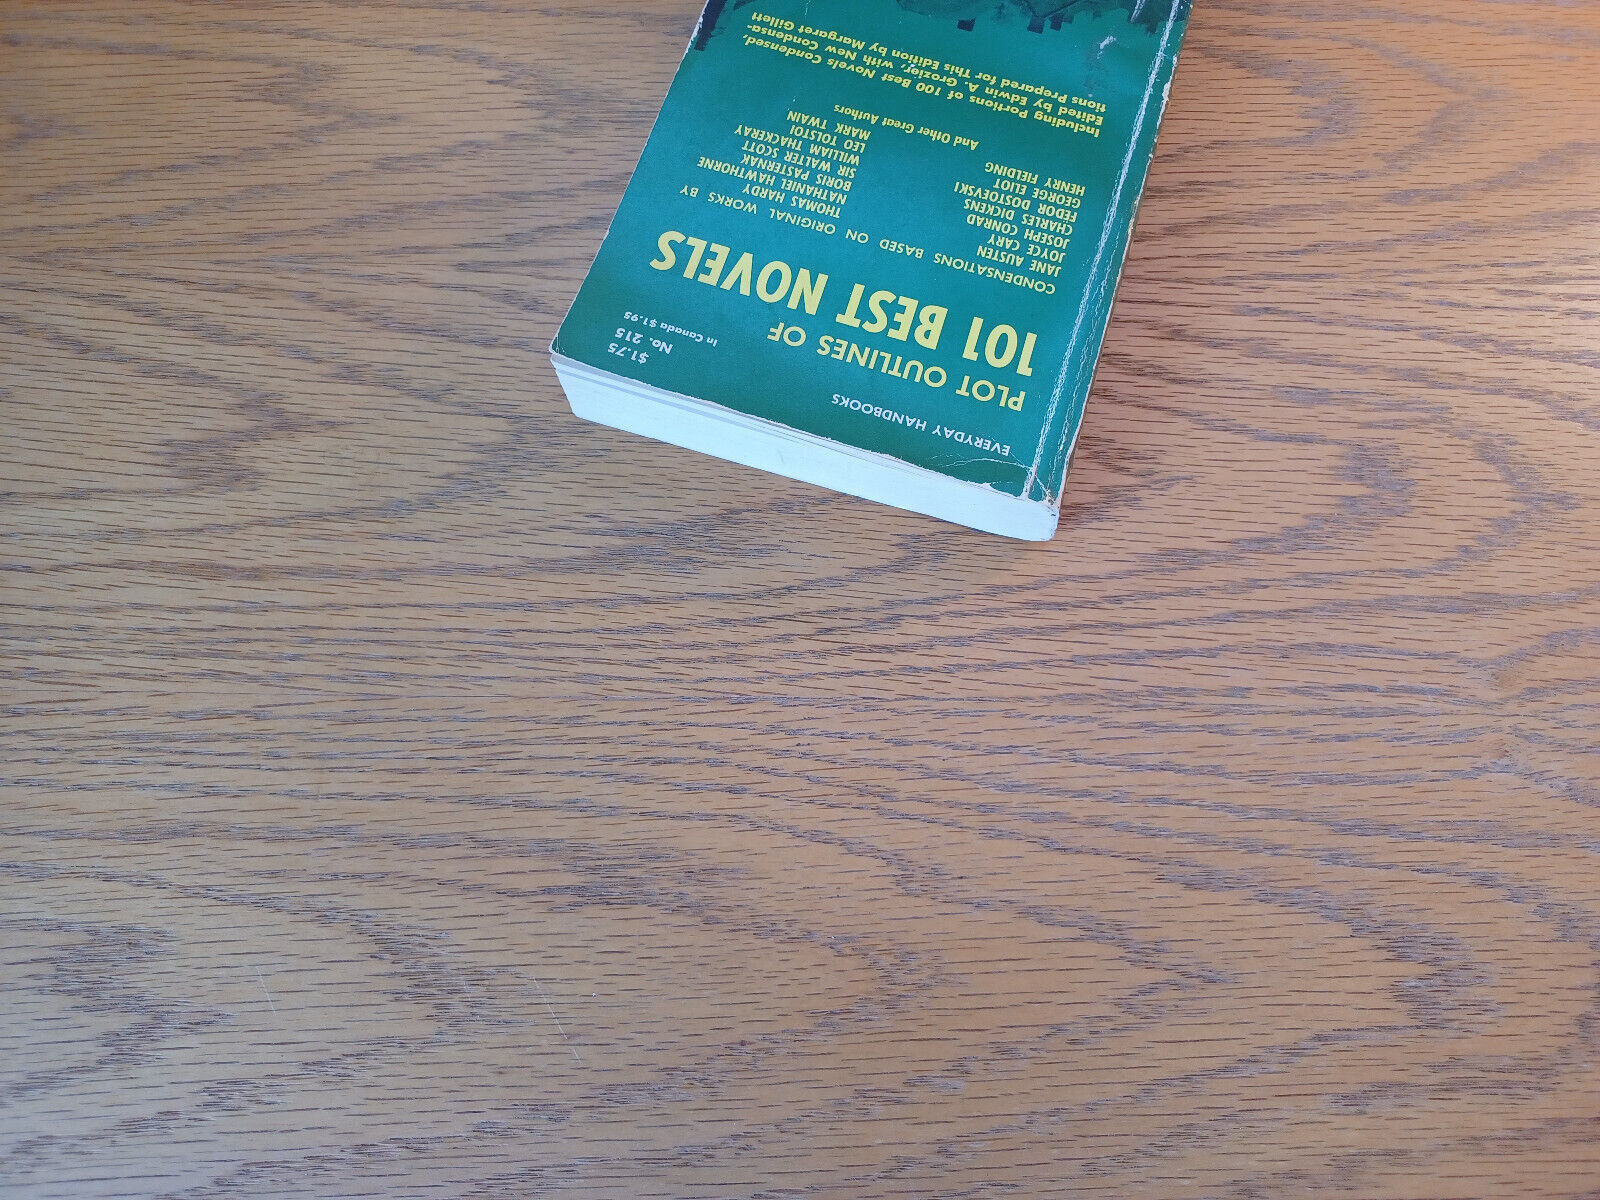 EVERYDAY HANDBOOKS
$1.75
No. 215
In Canada $1.95
PLOT OUTLINES OF
101 BEST NOVELS
CONDENSATIONS BASED ON ORIGINAL WORKS BY
JANE AUSTEN
JOYCE CARY
JOSEPH CONRAD
CHARLES DICKENS
FEDOR DOSTOEVSKI
GEORGE ELIOT
HENRY FIELDING
THOMAS HARDY
NATHANIEL HAWTHORNE
BORIS PASTERNAK
SIR WALTER SCOTT
WILLIAM THACKERAY
LEO TOLSTOI
MARK TWAIN
And Other Great Authors
Including Portions of 100 Best Novels Condensed,
Edited by Edwin A. Grozier, with New Condensa-
tions Prepared for This Edition by Margaret Gillett